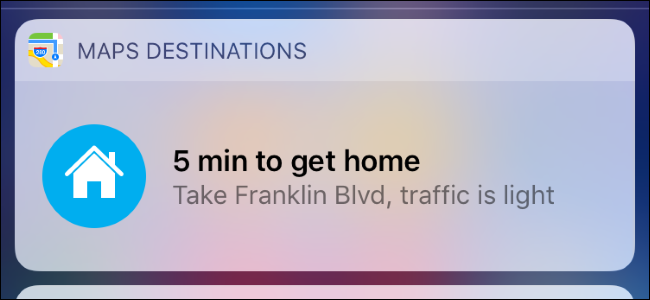 MAPS DESTINATIONS
5 min to get home
Take Franklin Blvd, traffic is light